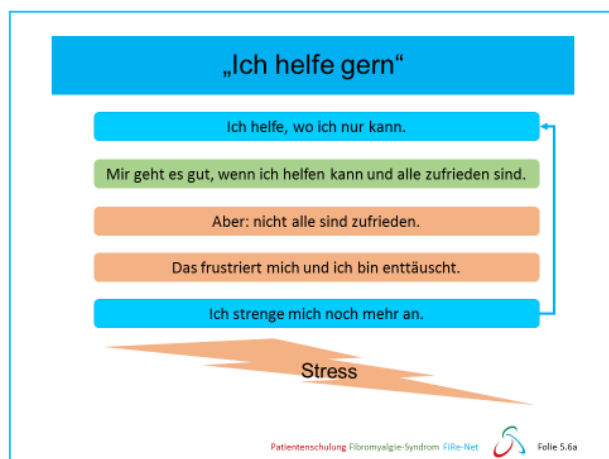 „Ich helfe gern“
Ich helfe, wo ich nur kann.
Mir geht es gut, wenn ich helfen kann und alle zufrieden sind.
Aber: nicht alle sind zufrieden.
Das frustriert mich und ich bin enttäuscht.
Ich strenge mich noch mehr an.
Stress
Patientenschulung Fibromyalgie-Syndrom FIRe-Net Folie 5.6a